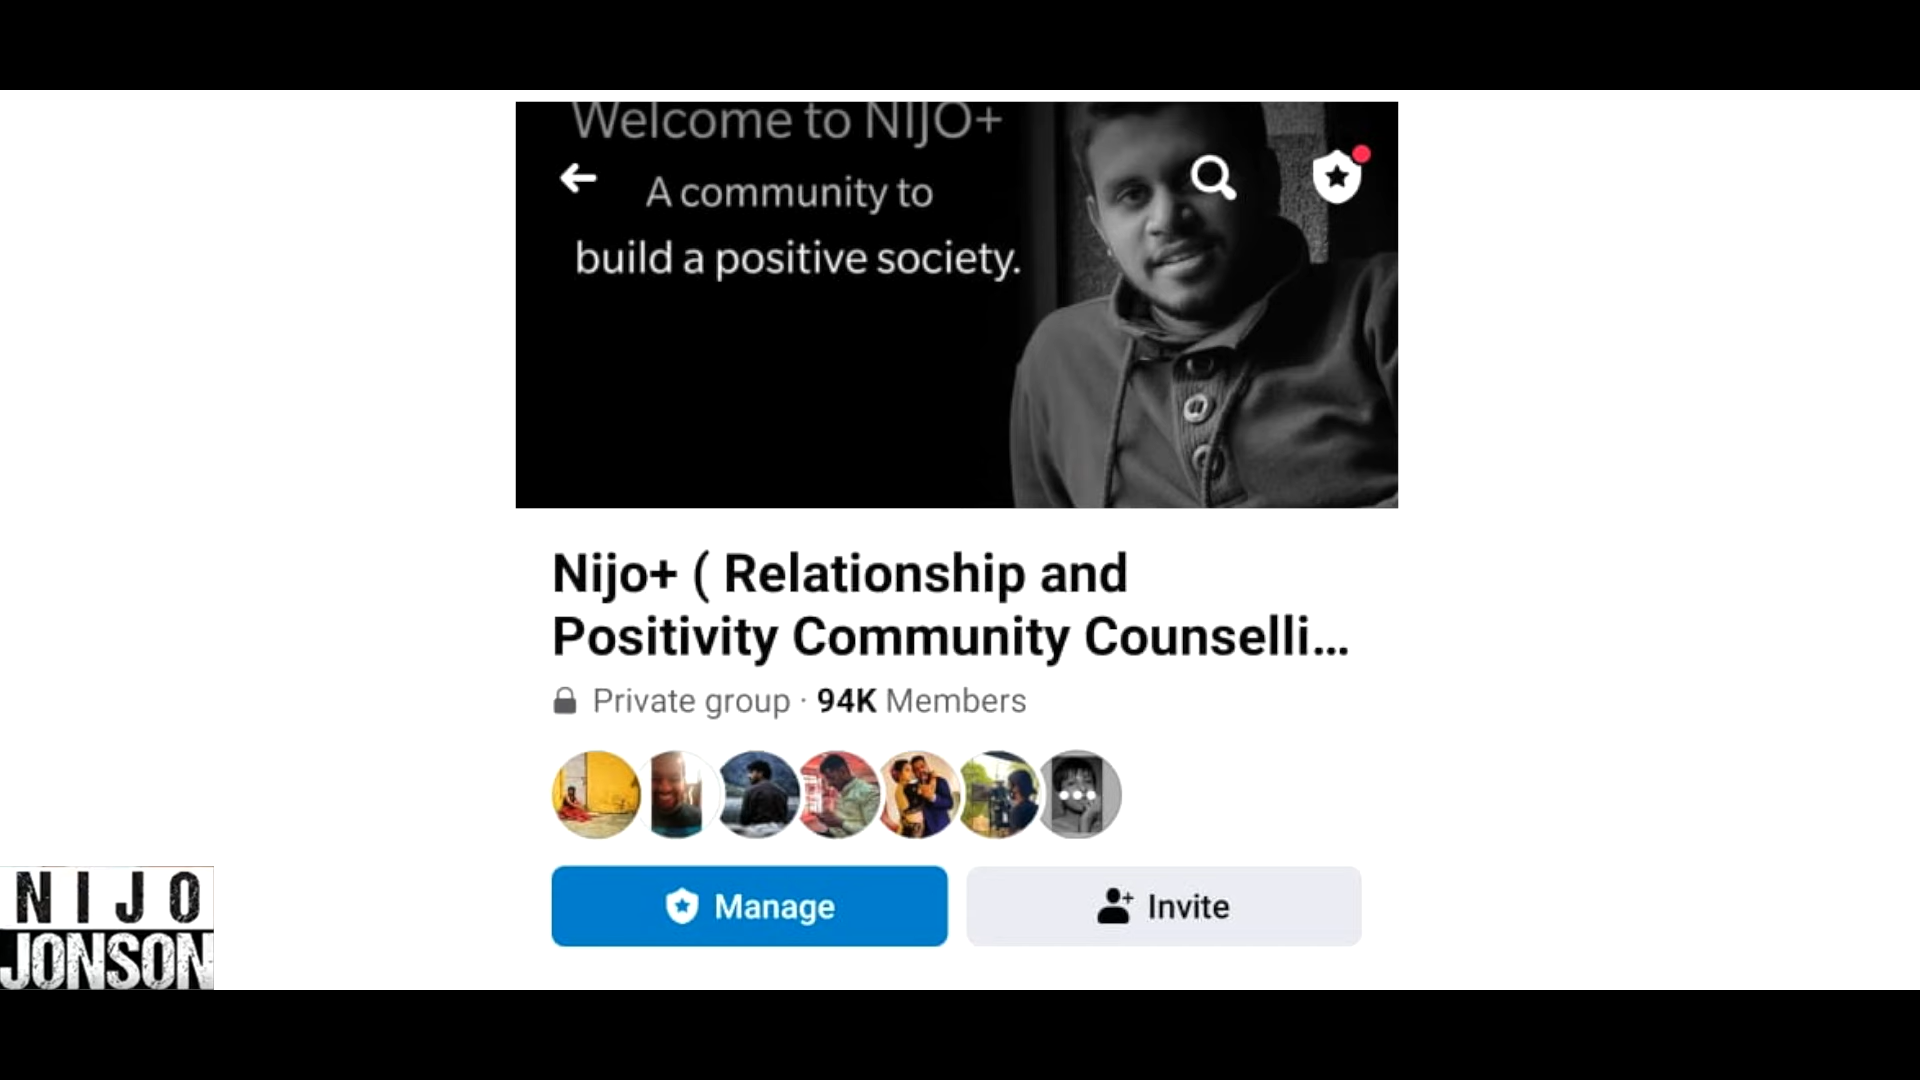 Welcome to NIJO+
A community to
build a positive society.
Nijo+ ( Relationship and
Positivity Community Counselli...
Private group · 94K Members
Manage
Invite
NIJO
JONSON